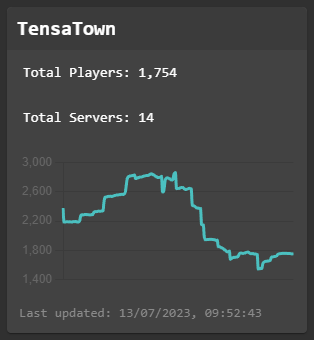 TensaTown
Total Players: 1,754
Total Servers: 14
3,000
2,600
2,200
1,800
1,400
Last updated: 13/07/2023, 09:52:43